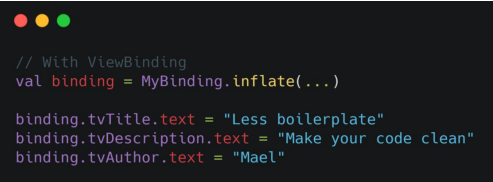 // With ViewBinding
val binding = MyBinding.inflate(...)
binding.tvTitle.text = "Less boilerplate"
binding.tvDescription.text = "Make your code clean"
binding.tvAuthor.text = "Mael"